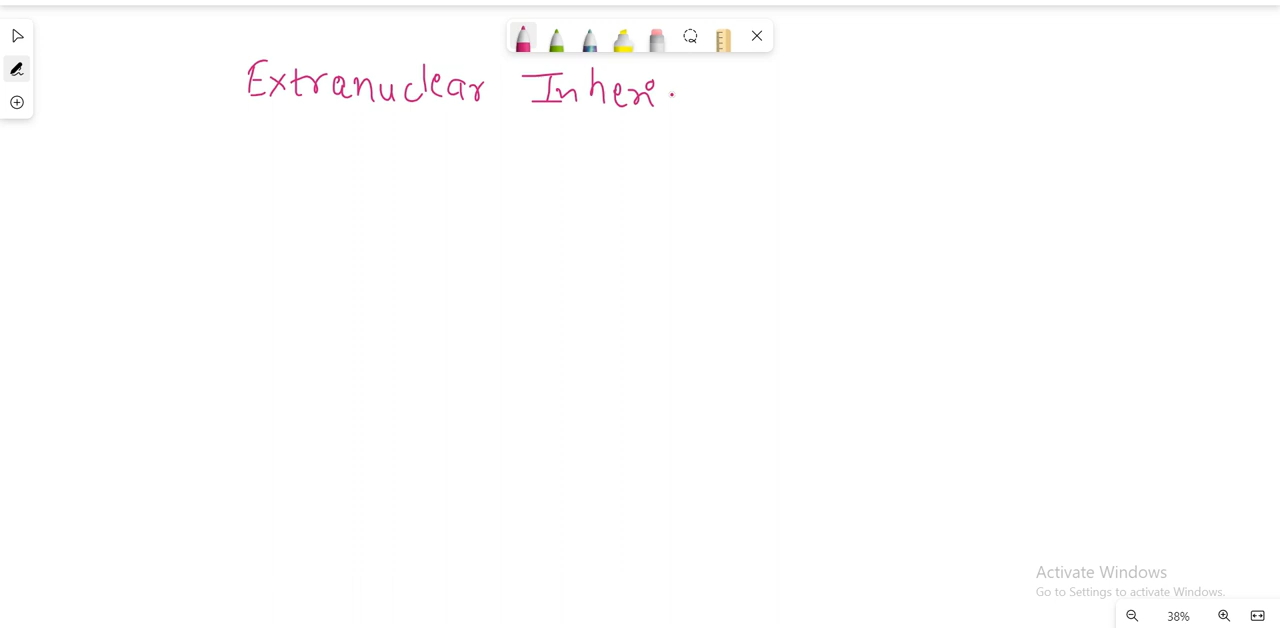 Extranuclear Inheri
Activate Windows
Go to Settings to activate Windows.
38%